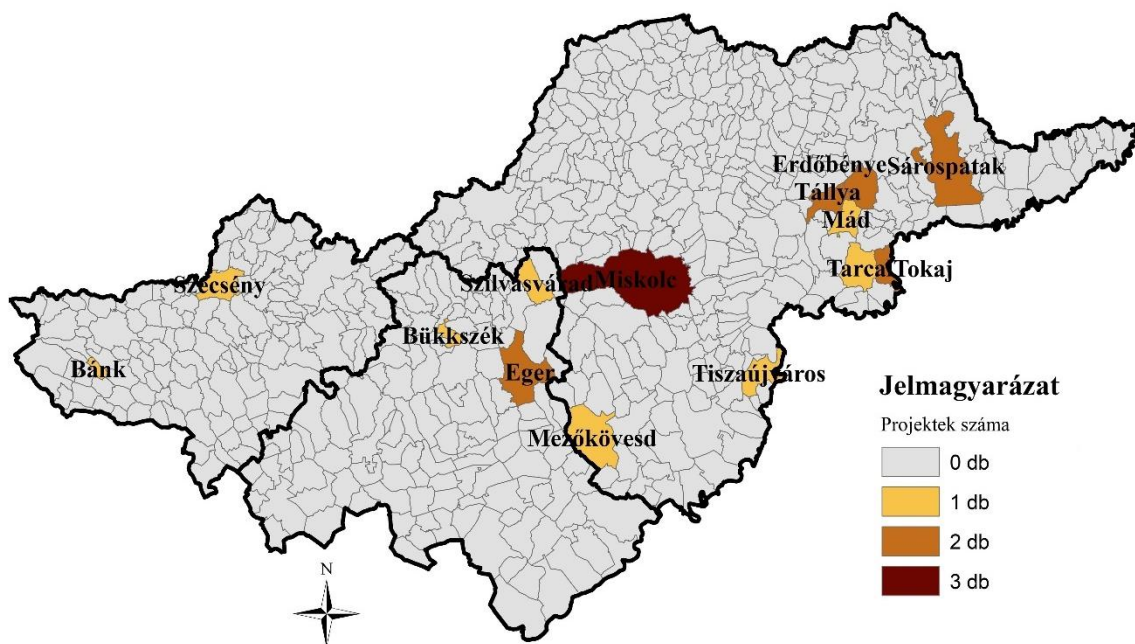 Erdőbénye
Sárospatak
Tállya
Mád
Tarcal
Tokaj
Szécsény
Szilvásvárad
Miskolc
Bükkszék
Bánk
Eger
Tiszaújváros
Mezőkövesd
Jelmagyarázat
Projektek száma
0 db
1 db
2 db
3 db
N